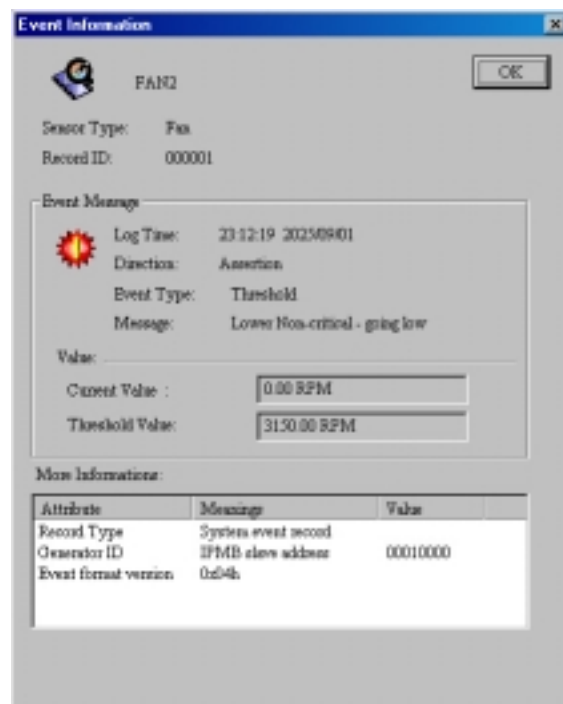 Event Information
OK
FAN2
Sensor Type: Fan
Record ID: 000001
Event Message
Log Time: 23:12:19 2025/09/01
Direction: Assertion
Event Type: Threshold
Message: Lower Non-critical - going low
Value:
Current Value : 0.00 RPM
Threshold Value: 3150.00 RPM
More Informations:
Attribute Meanings Value
Record Type System event record
Generator ID IPMB slave address 00010000
Event format version 0x04h